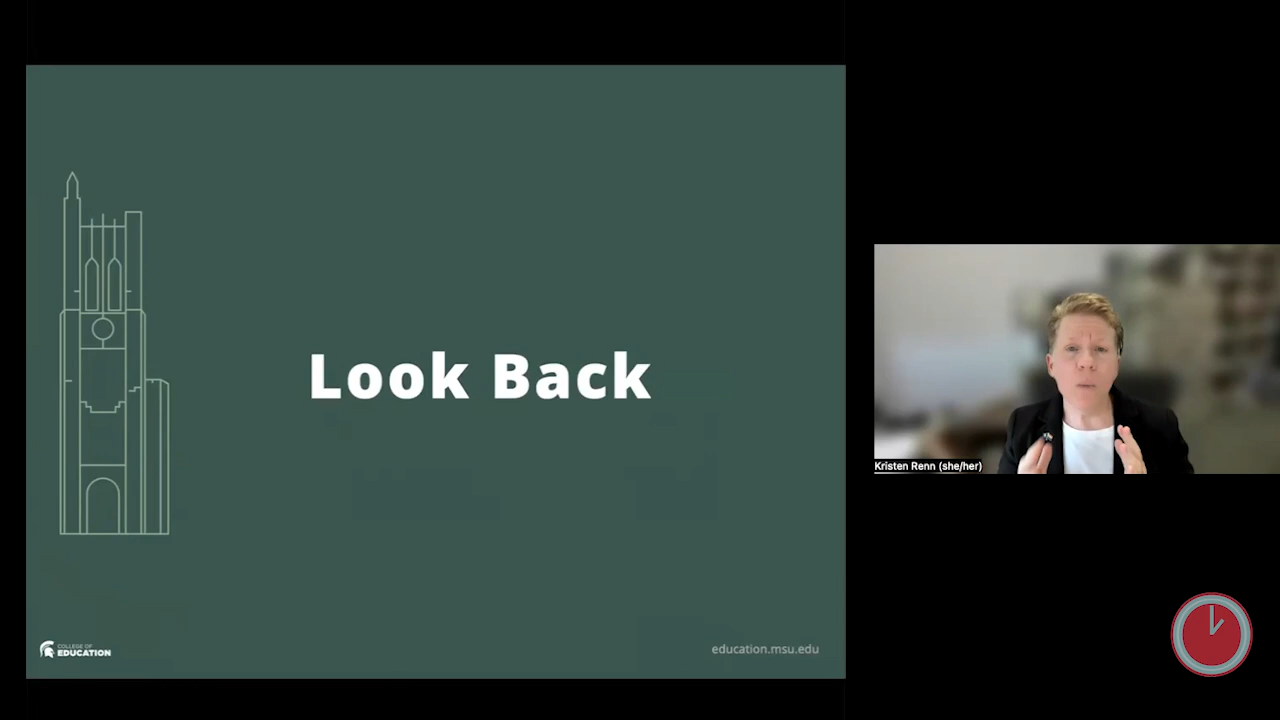 Look Back
COLLEGE OF
EDUCATION
education.msu.edu
Kristen Renn (she/her)